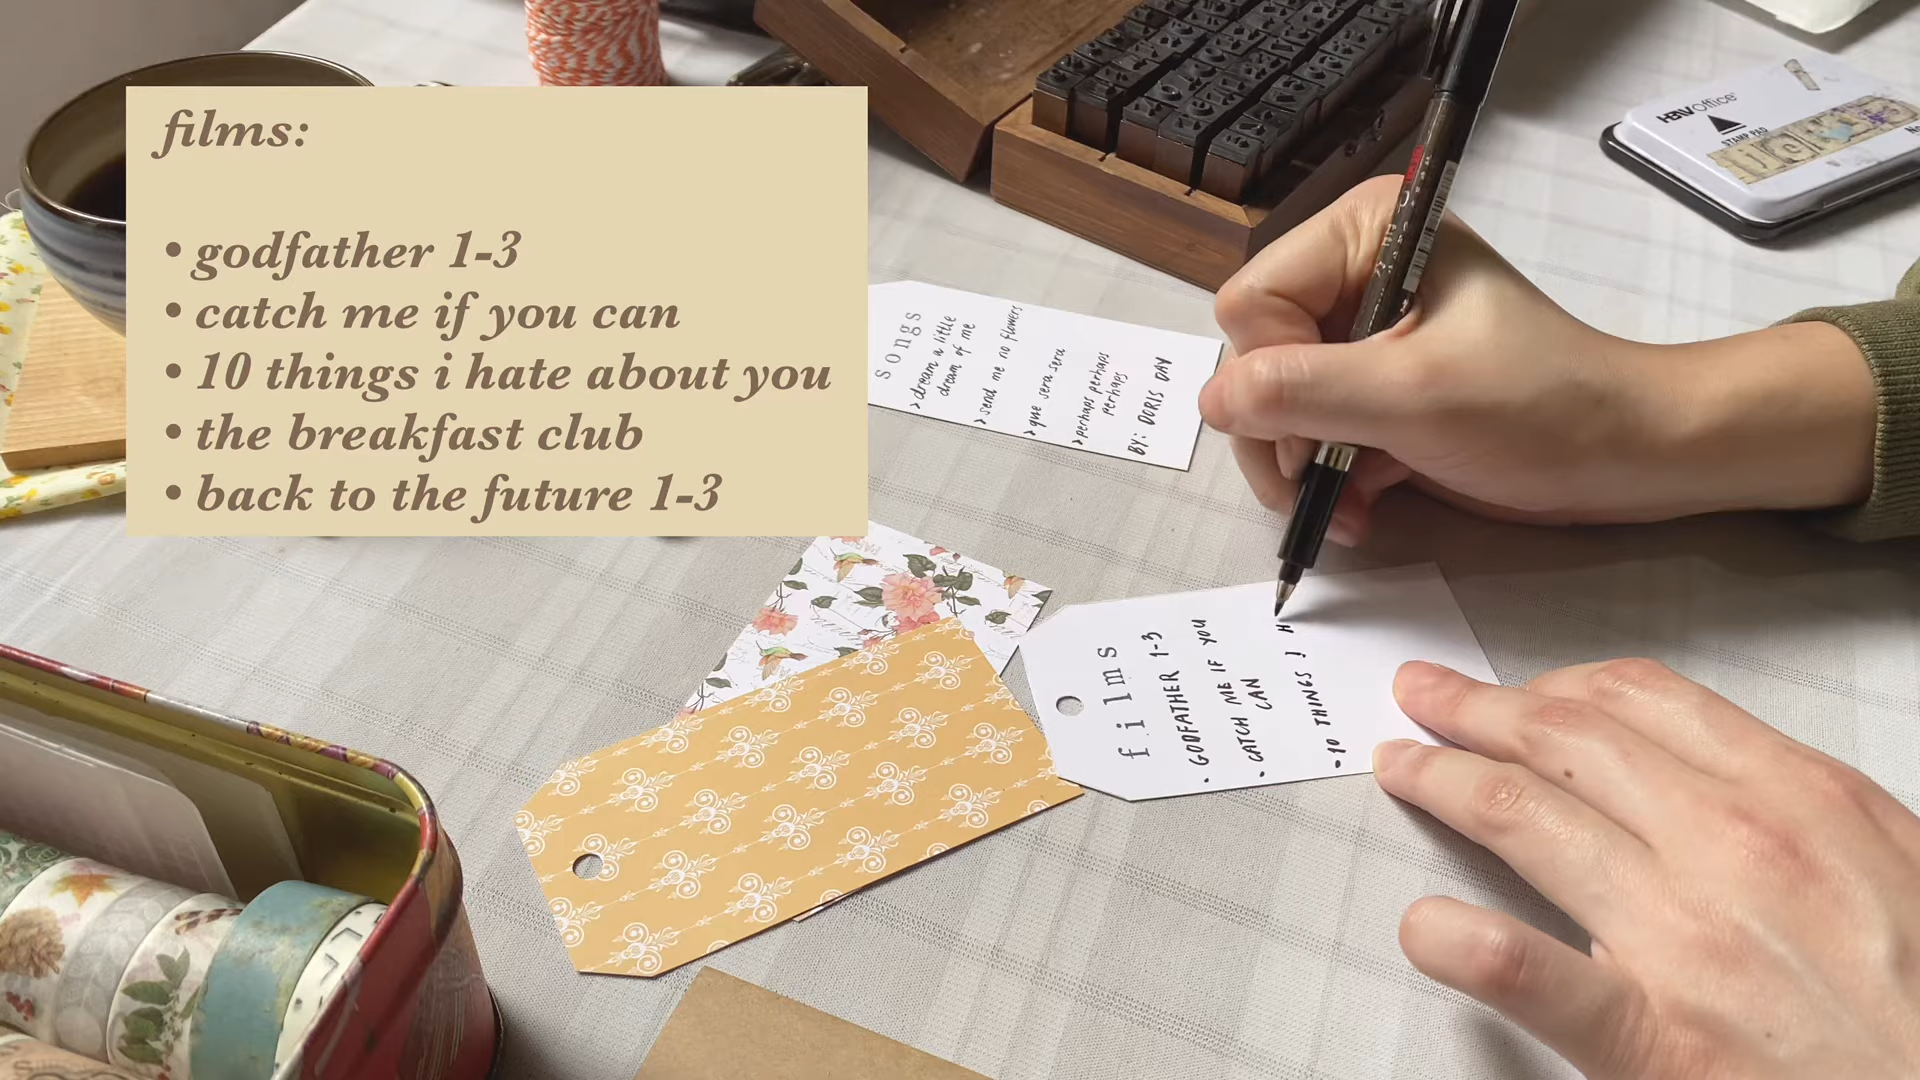 films:
• godfather 1-3
• catch me if you can
• 10 things i hate about you
• the breakfast club
• back to the future 1-3
songs
> dream a little
dream of me
> send me no flowers
> que sera sera
> perhaps perhaps
perhaps
BY: DORIS DAY
films
• GODFATHER 1-3
• CATCH ME IF YOU
CAN
• 10 THINGS I H
Office
STAMP PAD